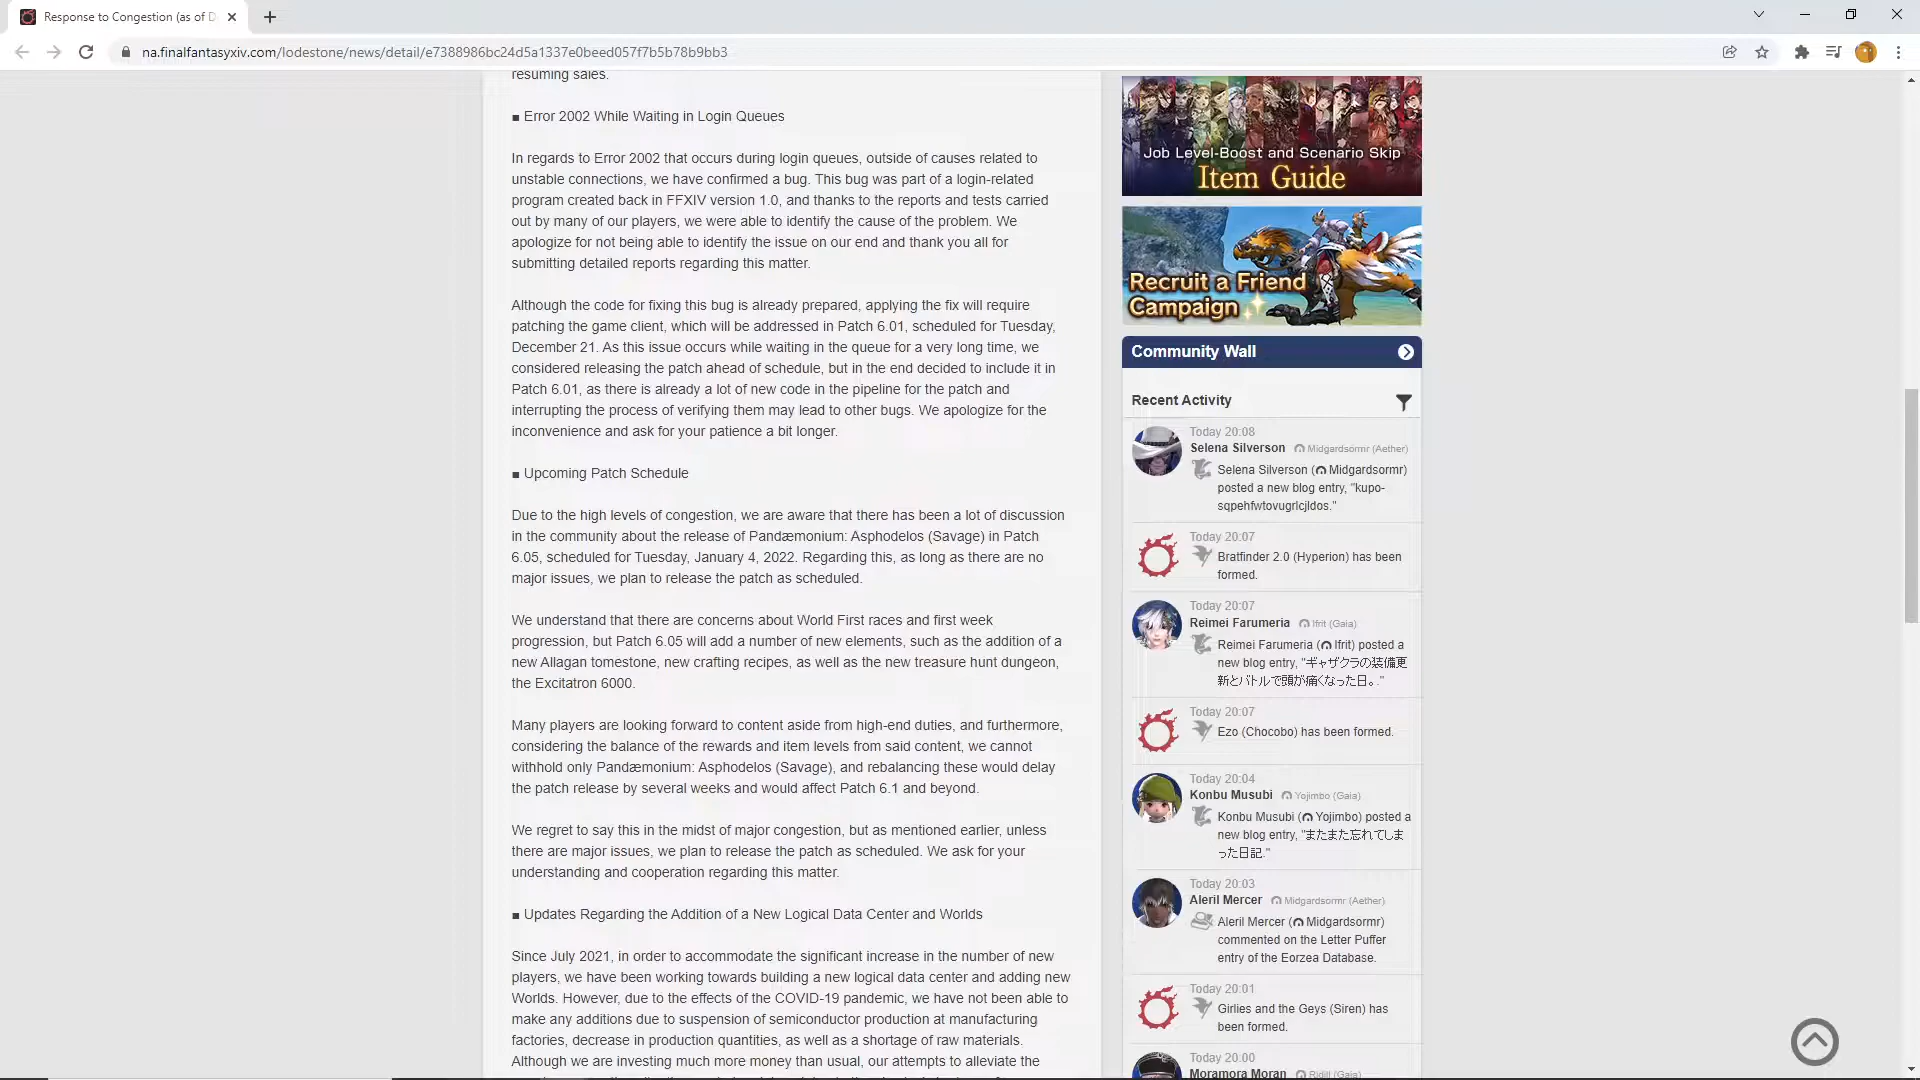 Response to Congestion (as of D
na.finalfantasyxiv.com/lodestone/news/detail/e7388986bc24d5a1337e0beed057f7b5b78b9bb3
resuming sales.
■ Error 2002 While Waiting in Login Queues
In regards to Error 2002 that occurs during login queues, outside of causes related to
unstable connections, we have confirmed a bug. This bug was part of a login-related
program created back in FFXIV version 1.0, and thanks to the reports and tests carried
out by many of our players, we were able to identify the cause of the problem. We
apologize for not being able to identify the issue on our end and thank you all for
submitting detailed reports regarding this matter.
Although the code for fixing this bug is already prepared, applying the fix will require
patching the game client, which will be addressed in Patch 6.01, scheduled for Tuesday,
December 21. As this issue occurs while waiting in the queue for a very long time, we
considered releasing the patch ahead of schedule, but in the end decided to include it in
Patch 6.01, as there is already a lot of new code in the pipeline for the patch and
interrupting the process of verifying them may lead to other bugs. We apologize for the
inconvenience and ask for your patience a bit longer.
■ Upcoming Patch Schedule
Due to the high levels of congestion, we are aware that there has been a lot of discussion
in the community about the release of Pandæmonium: Asphodelos (Savage) in Patch
6.05, scheduled for Tuesday, January 4, 2022. Regarding this, as long as there are no
major issues, we plan to release the patch as scheduled.
We understand that there are concerns about World First races and first week
progression, but Patch 6.05 will add a number of new elements, such as the addition of a
new Allagan tomestone, new crafting recipes, as well as the new treasure hunt dungeon,
the Excitatron 6000.
Many players are looking forward to content aside from high-end duties, and furthermore,
considering the balance of the rewards and item levels from said content, we cannot
withhold only Pandæmonium: Asphodelos (Savage), and rebalancing these would delay
the patch release by several weeks and would affect Patch 6.1 and beyond.
We regret to say this in the midst of major congestion, but as mentioned earlier, unless
there are major issues, we plan to release the patch as scheduled. We ask for your
understanding and cooperation regarding this matter.
■ Updates Regarding the Addition of a New Logical Data Center and Worlds
Since July 2021, in order to accommodate the significant increase in the number of new
players, we have been working towards building a new logical data center and adding new
Worlds. However, due to the effects of the COVID-19 pandemic, we have not been able to
make any additions due to suspension of semiconductor production at manufacturing
factories, decrease in production quantities, as well as a shortage of raw materials.
Although we are investing much more money than usual, our attempts to alleviate the
Job Level-Boost and Scenario Skip
Item Guide
Recruit a Friend
Campaign
Community Wall
Recent Activity
Today 20:08
Selena Silverson Midgardsormr (Aether)
Selena Silverson (Midgardsormr)
posted a new blog entry, "kupo-
sqpehfwtovugrlcjldos."
Today 20:07
Bratfinder 2.0 (Hyperion) has been
formed.
Today 20:07
Reimei Farumeria Ifrit (Gaia)
Reimei Farumeria (Ifrit) posted a
new blog entry, "ギャザクラの装備更
新とバトルで頭が痛くなった日。."
Today 20:07
Ezo (Chocobo) has been formed.
Today 20:04
Konbu Musubi Yojimbo (Gaia)
Konbu Musubi (Yojimbo) posted a
new blog entry, "またまた忘れてしま
った日記."
Today 20:03
Aleril Mercer Midgardsormr (Aether)
Aleril Mercer (Midgardsormr)
commented on the Letter Puffer
entry of the Eorzea Database.
Today 20:01
Girlies and the Geys (Siren) has
been formed.
Today 20:00
Moramora Moran Ridill (Gaia)